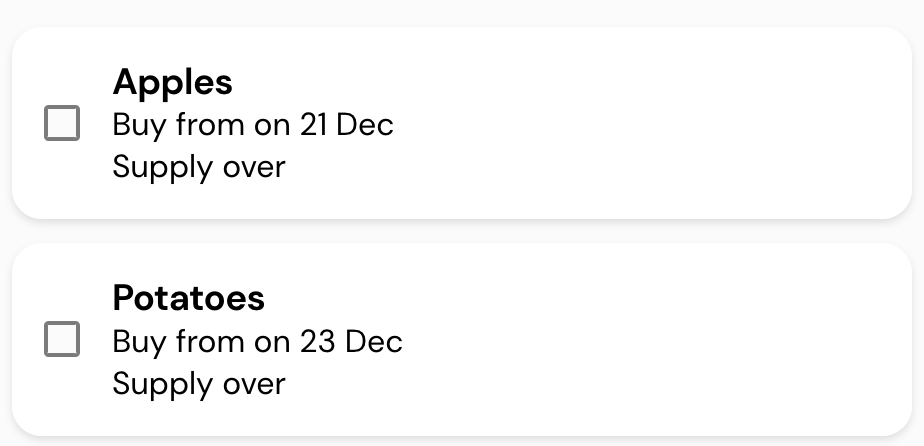 Apples
Buy from on 21 Dec
Supply over
Potatoes
Buy from on 23 Dec
Supply over